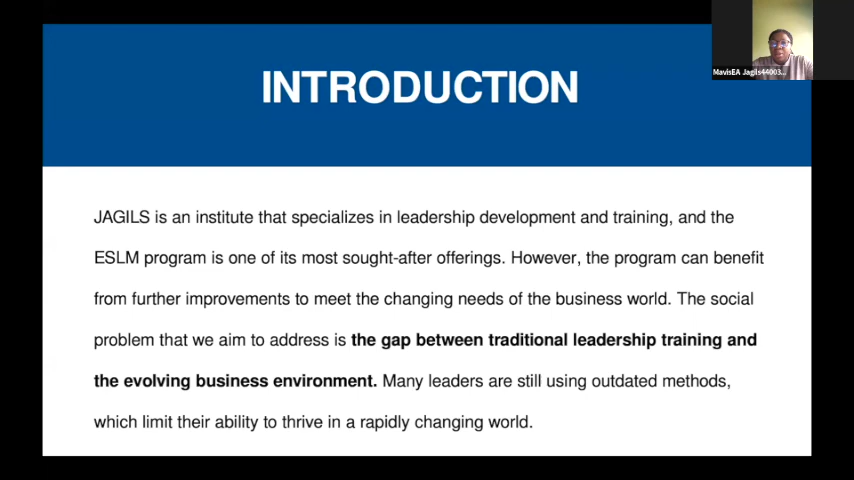 INTRODUCTION
MavisEA Jagils44003...
JAGILS is an institute that specializes in leadership development and training, and the
ESLM program is one of its most sought-after offerings. However, the program can benefit
from further improvements to meet the changing needs of the business world. The social
problem that we aim to address is the gap between traditional leadership training and
the evolving business environment. Many leaders are still using outdated methods,
which limit their ability to thrive in a rapidly changing world.